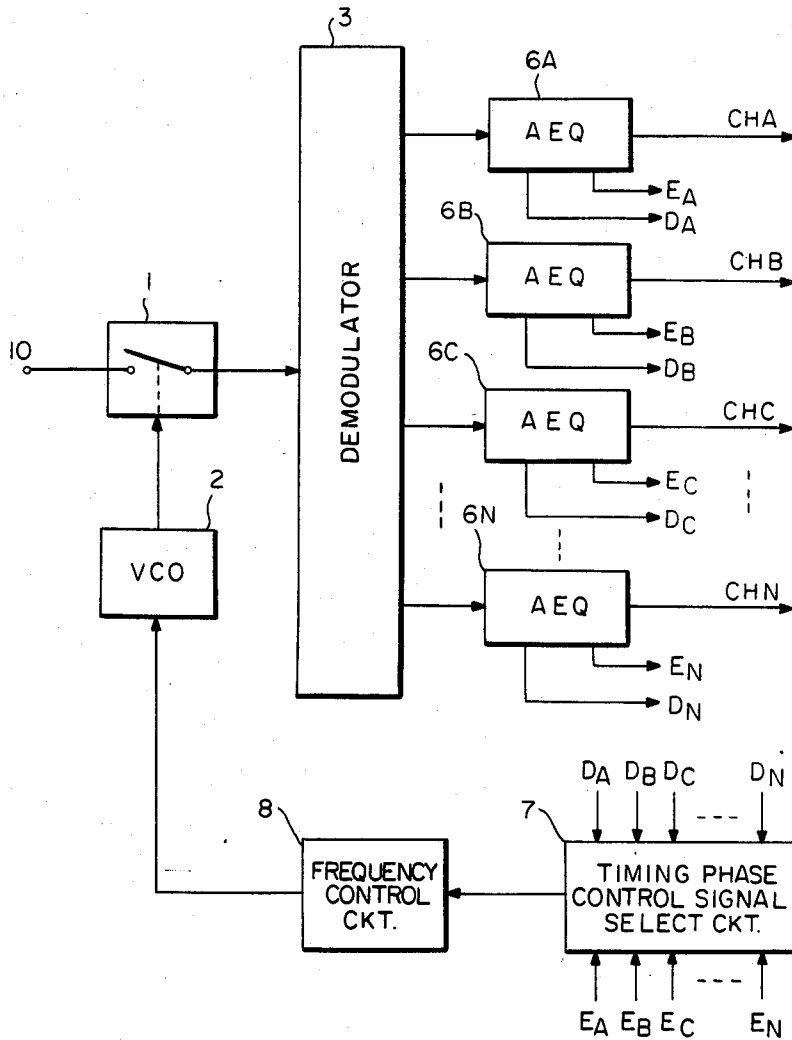 3
6A
AEQ
CHA
EA
DA
6B
AEQ
CHB
EB
DB
1
10
DEMODULATOR
6C
AEQ
CHC
EC
DC
2
VCO
6N
AEQ
CHN
EN
DN
DA DB DC DN
7
8
FREQUENCY
CONTROL
CKT.
TIMING PHASE
CONTROL SIGNAL
SELECT CKT.
EA EB EC EN